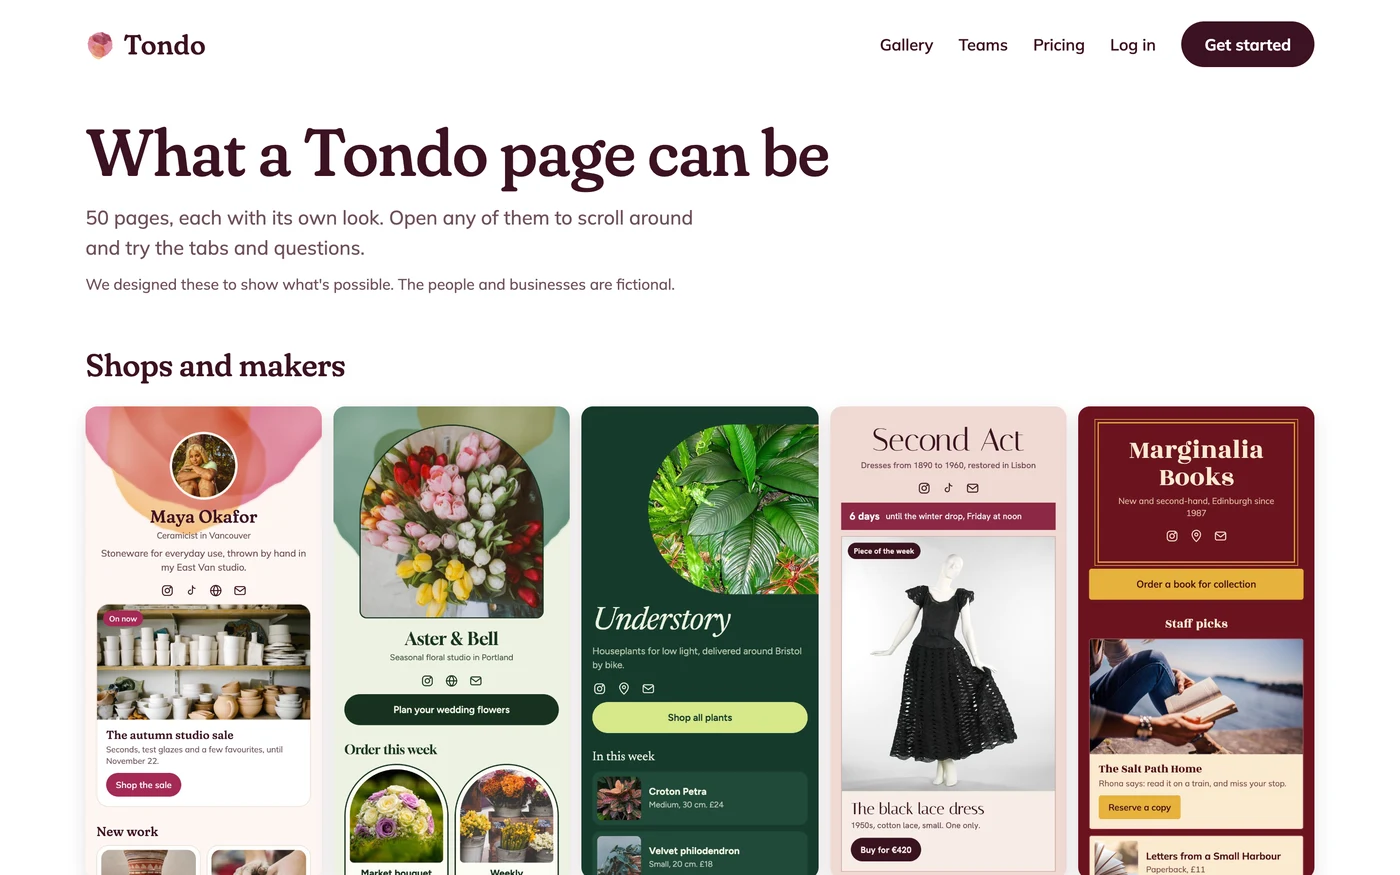 Tondo
Gallery
Teams
Pricing
Log in
Get started
What a Tondo page can be
50 pages, each with its own look. Open any of them to scroll around
and try the tabs and questions.
We designed these to show what's possible. The people and businesses are fictional.
Shops and makers
Maya Okafor
Ceramicist in Vancouver
Stoneware for everyday use, thrown by hand in
my East Van studio.
On now
The autumn studio sale
Seconds, test glazes and a few favourites, until
November 22.
Shop the sale
New work
Aster & Bell
Seasonal floral studio in Portland
Plan your wedding flowers
Order this week
Market bouquet
Weekly
Understory
Houseplants for low light, delivered around Bristol
by bike.
Shop all plants
In this week
Croton Petra
Medium, 30 cm. £24
Velvet philodendron
Small, 20 cm. £18
Second Act
Dresses from 1890 to 1960, restored in Lisbon
6 days until the winter drop, Friday at noon
Piece of the week
The black lace dress
1950s, cotton lace, small. One only.
Buy for €420
Marginalia
Books
New and second-hand, Edinburgh since
1987
Order a book for collection
Staff picks
The Salt Path Home
Rhona says: read it on a train, and miss your stop.
Reserve a copy
Letters from a Small Harbour
Paperback, £11